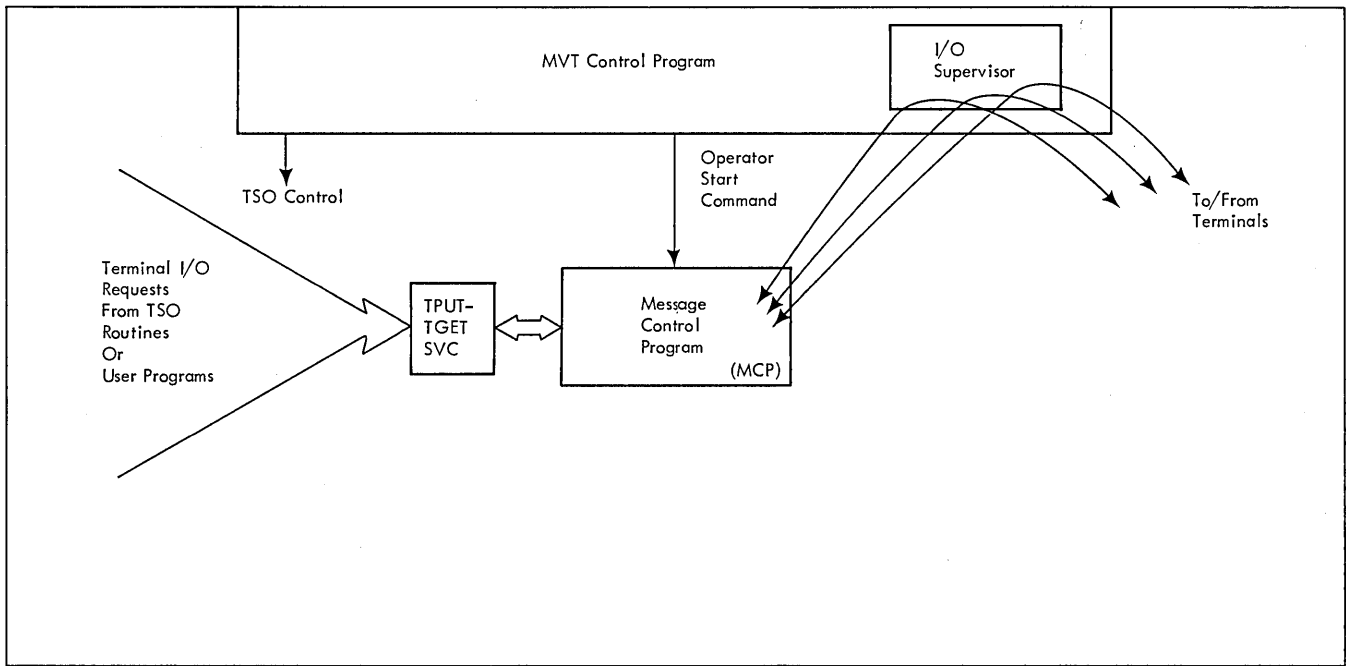 MVT Control Program
I/O
Supervisor
Operator
Start
Command
TSO Control
To/From
Terminals
Terminal I/O
Requests
From TSO
Routines
Or
User Programs
TPUT-
TGET
SVC
Message
Control
Program
(MCP)